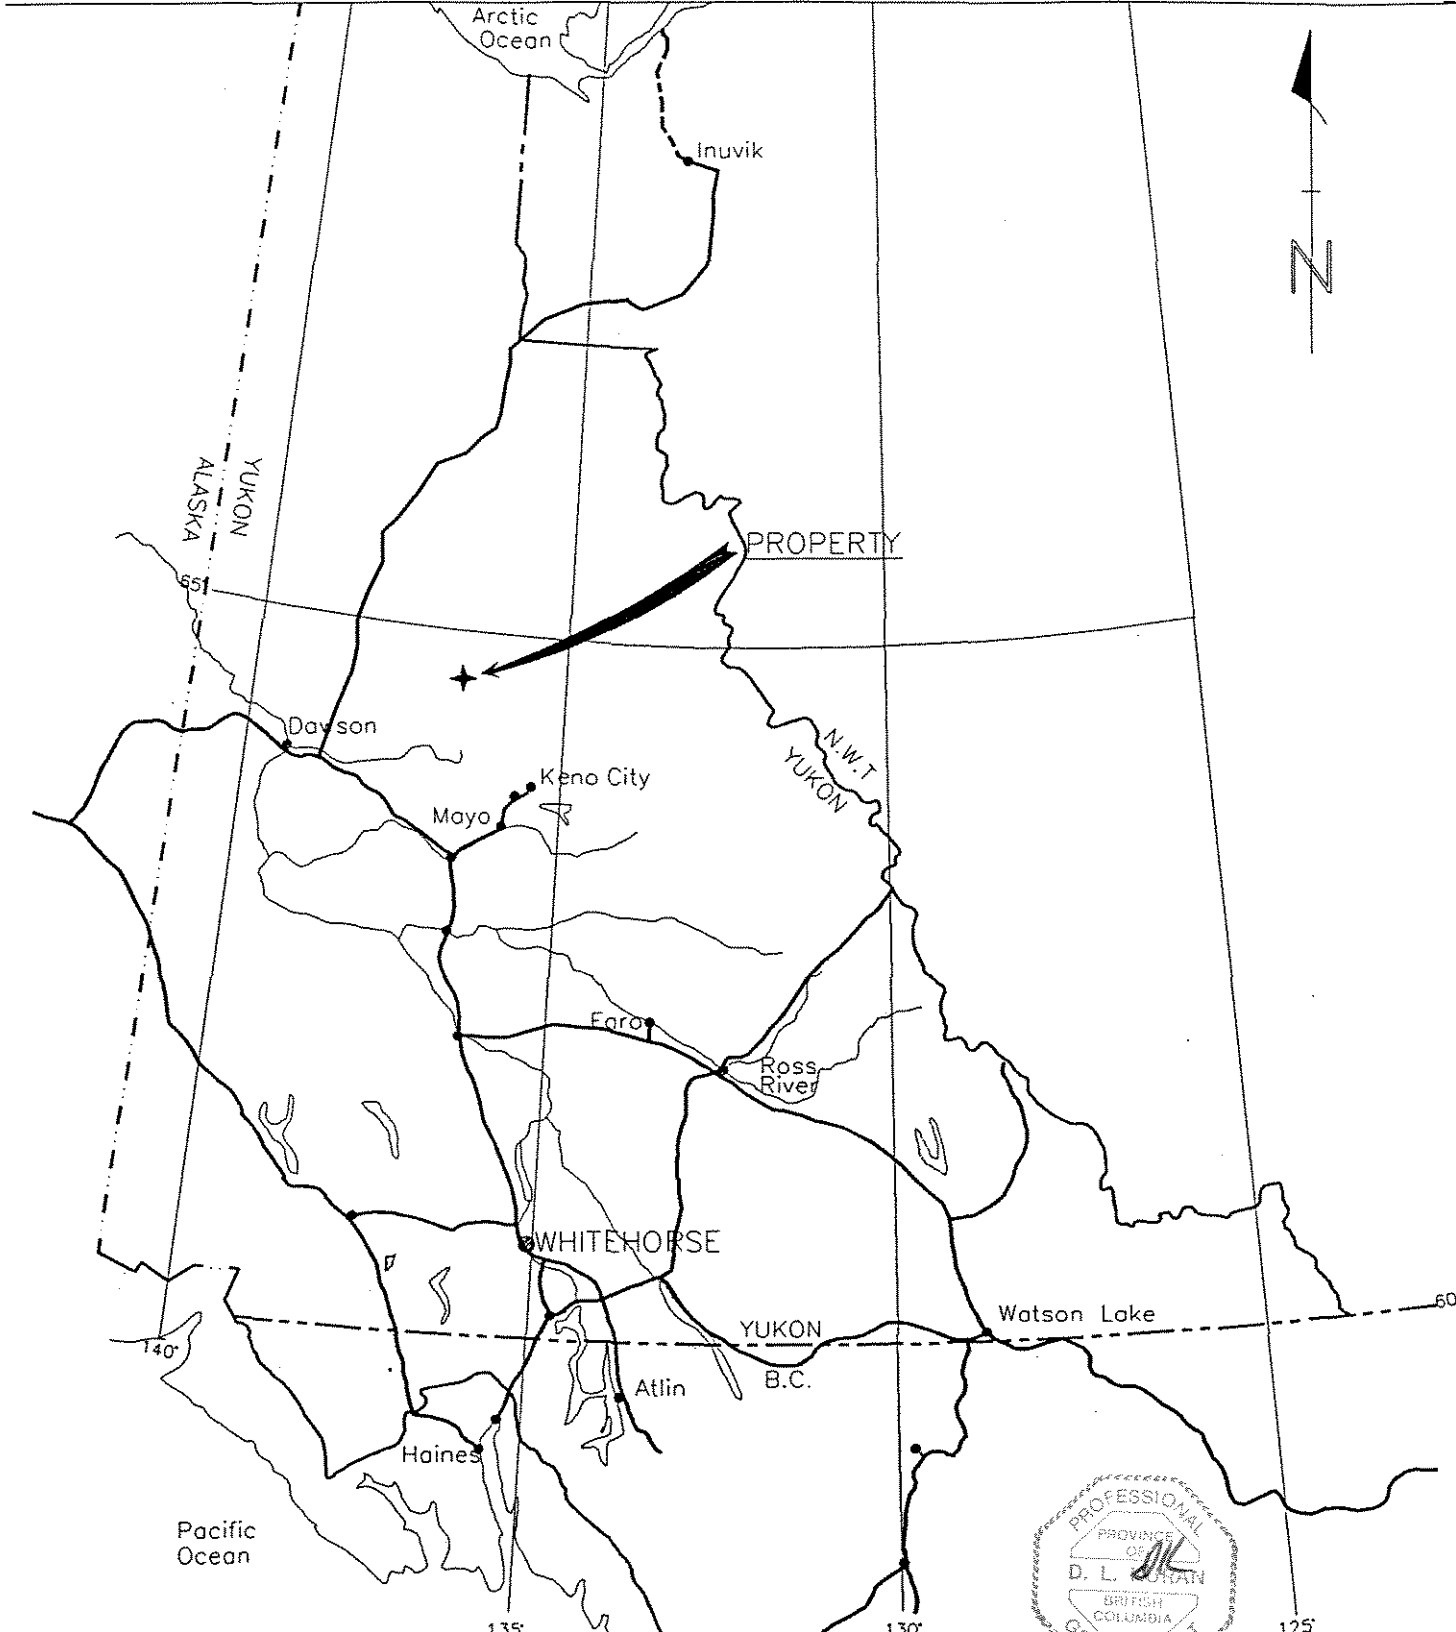 Arctic
Ocean
Inuvik
N
YUKON
ALASKA
PROPERTY
65°
Dawson
N.W.T
YUKON
Keno City
Mayo
Faro
Ross
River
WHITEHORSE
60
Watson Lake
YUKON
140°
B.C.
Atlin
Haines
Pacific
Ocean
PROFESSIONAL
PROVINCE
OF
D. L.
BRITISH
COLUMBIA
135°
130°
125°